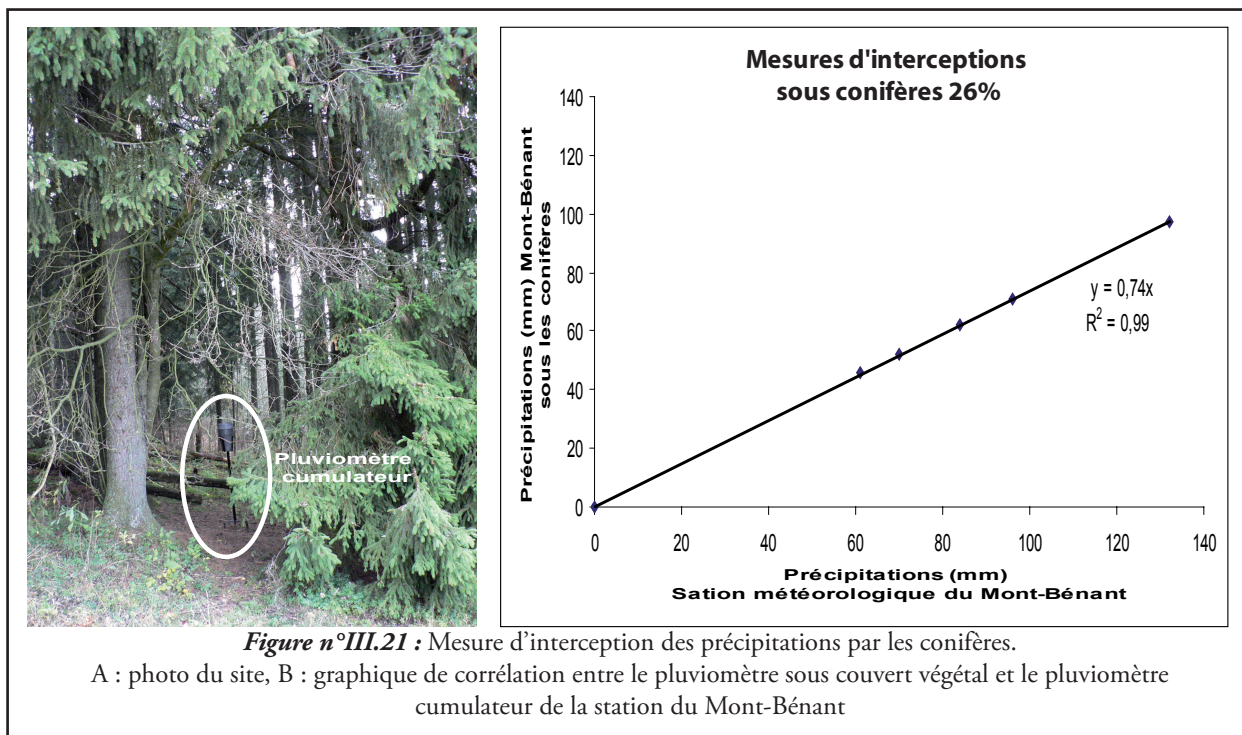 Pluviomètre
cumulateur
Mesures d'interceptions
sous conifères 26%
Précipitations (mm) Mont-Bénant
sous les conifères
140
120
100
80
60
40
20
0
y = 0,74x
R² = 0,99
0 20 40 60 80 100 120 140
Précipitations (mm)
Sation météorologique du Mont-Bénant
Figure n°III.21 : Mesure d'interception des précipitations par les conifères.
A : photo du site, B : graphique de corrélation entre le pluviomètre sous couvert végétal et le pluviomètre
cumulateur de la station du Mont-Bénant